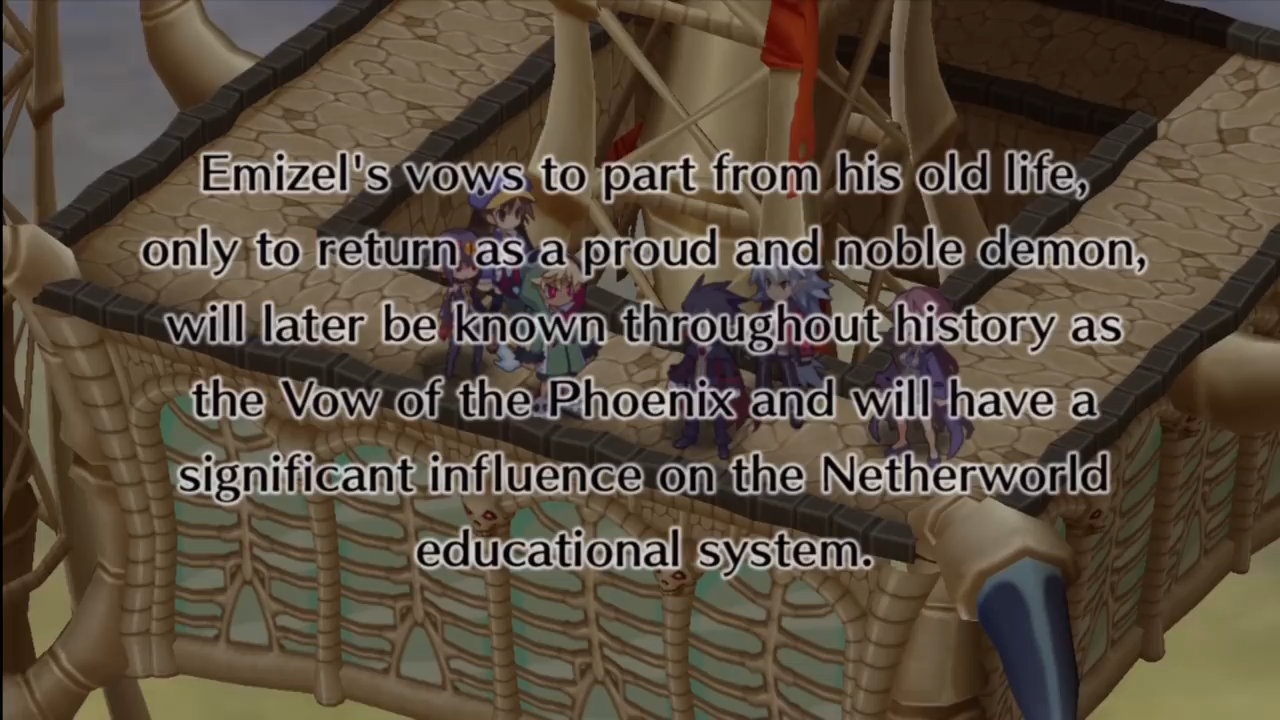 Emizel's vows to part from his old life,
only to return as a proud and noble demon,
will later be known throughout history as
the Vow of the Phoenix and will have a
significant influence on the Netherworld
educational system.